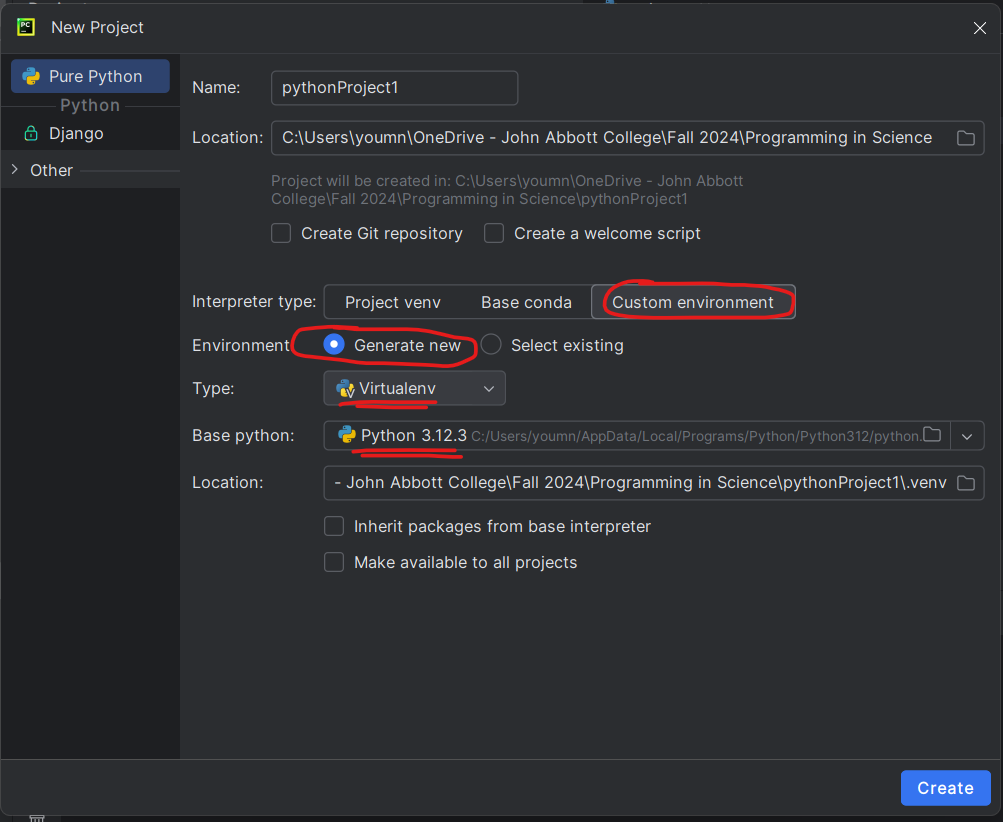 PC
New Project
Pure Python
Python
Django
Other
Name:
pythonProject1
Location:
C:\Users\youmn\OneDrive - John Abbott College\Fall 2024\Programming in Science
Project will be created in: C:\Users\youmn\OneDrive - John Abbott
College\Fall 2024\Programming in Science\pythonProject1
Create Git repository
Create a welcome script
Interpreter type:
Project venv
Base conda
Custom environment
Environment
Generate new
Select existing
Type:
Virtualenv
Base python:
Python 3.12.3 C:/Users/youmn/AppData/Local/Programs/Python/Python312/python.
Location:
- John Abbott College\Fall 2024\Programming in Science\pythonProject1\.venv
Inherit packages from base interpreter
Make available to all projects
Create